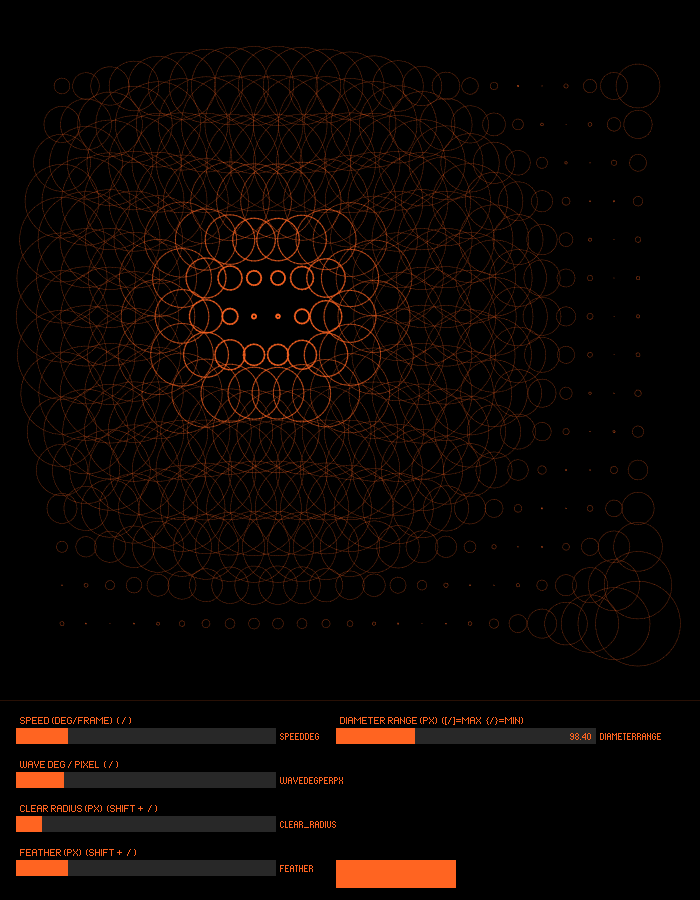 SPEED (DEG/FRAME) ( / )
SPEEDDEG
DIAMETER RANGE (PX) ([/]=MAX {/}=MIN)
98.40
DIAMETERRANGE
WAVE DEG / PIXEL ( / )
WAVEDEGPERPX
CLEAR RADIUS (PX) (SHIFT + / )
CLEAR_RADIUS
FEATHER (PX) (SHIFT + / )
FEATHER